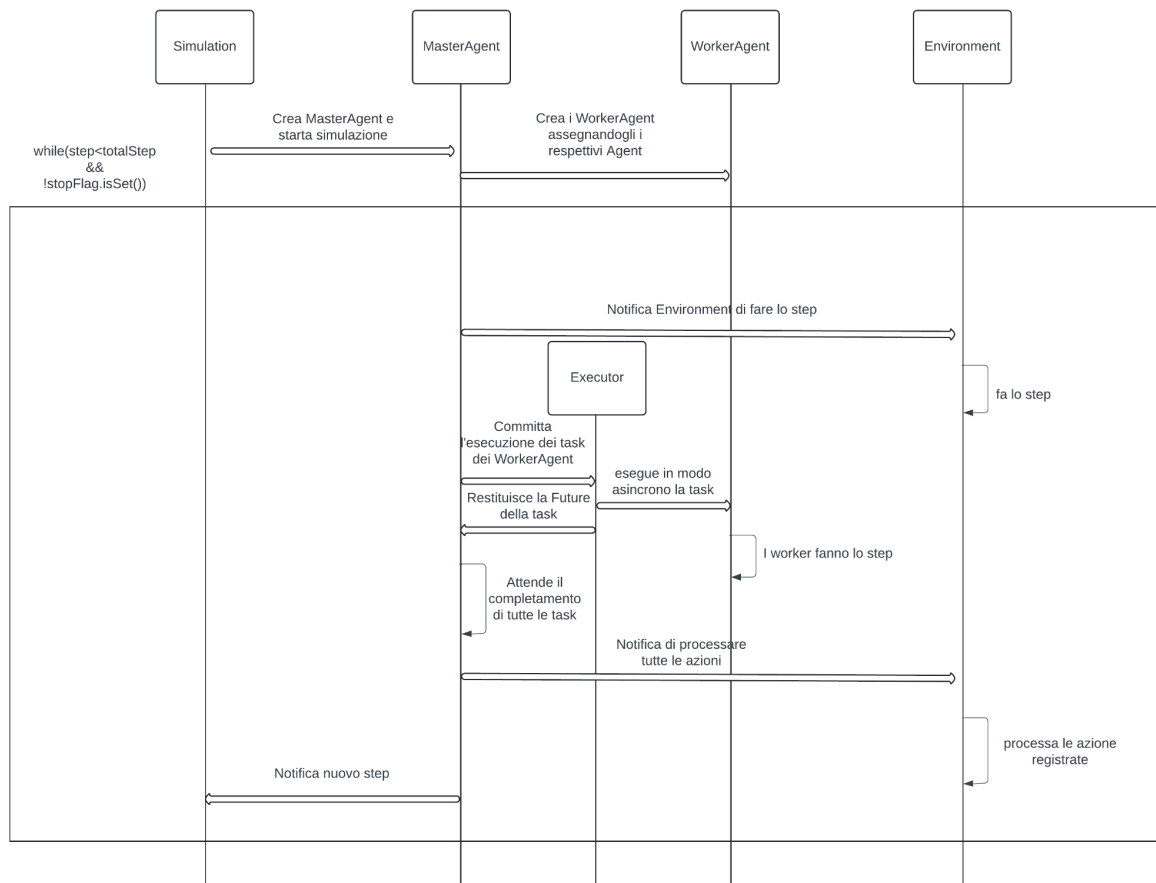 Simulation
MasterAgent
WorkerAgent
Environment
Crea MasterAgent e
starta simulazione
Crea i WorkerAgent
assegnandogli i
respettivi Agent
while(step<totalStep
&&
!stopFlag.isSet())
Notifica Environment di fare lo step
Executor
fa lo step
Committa
l'esecuzione dei task
dei WorkerAgent
esegue in modo
asincrono la task
Restituisce la Future
della task
I worker fanno lo step
Attende il
completamento
di tutte le task
Notifica di processare
tutte le azioni
processa le azione
registrate
Notifica nuovo step